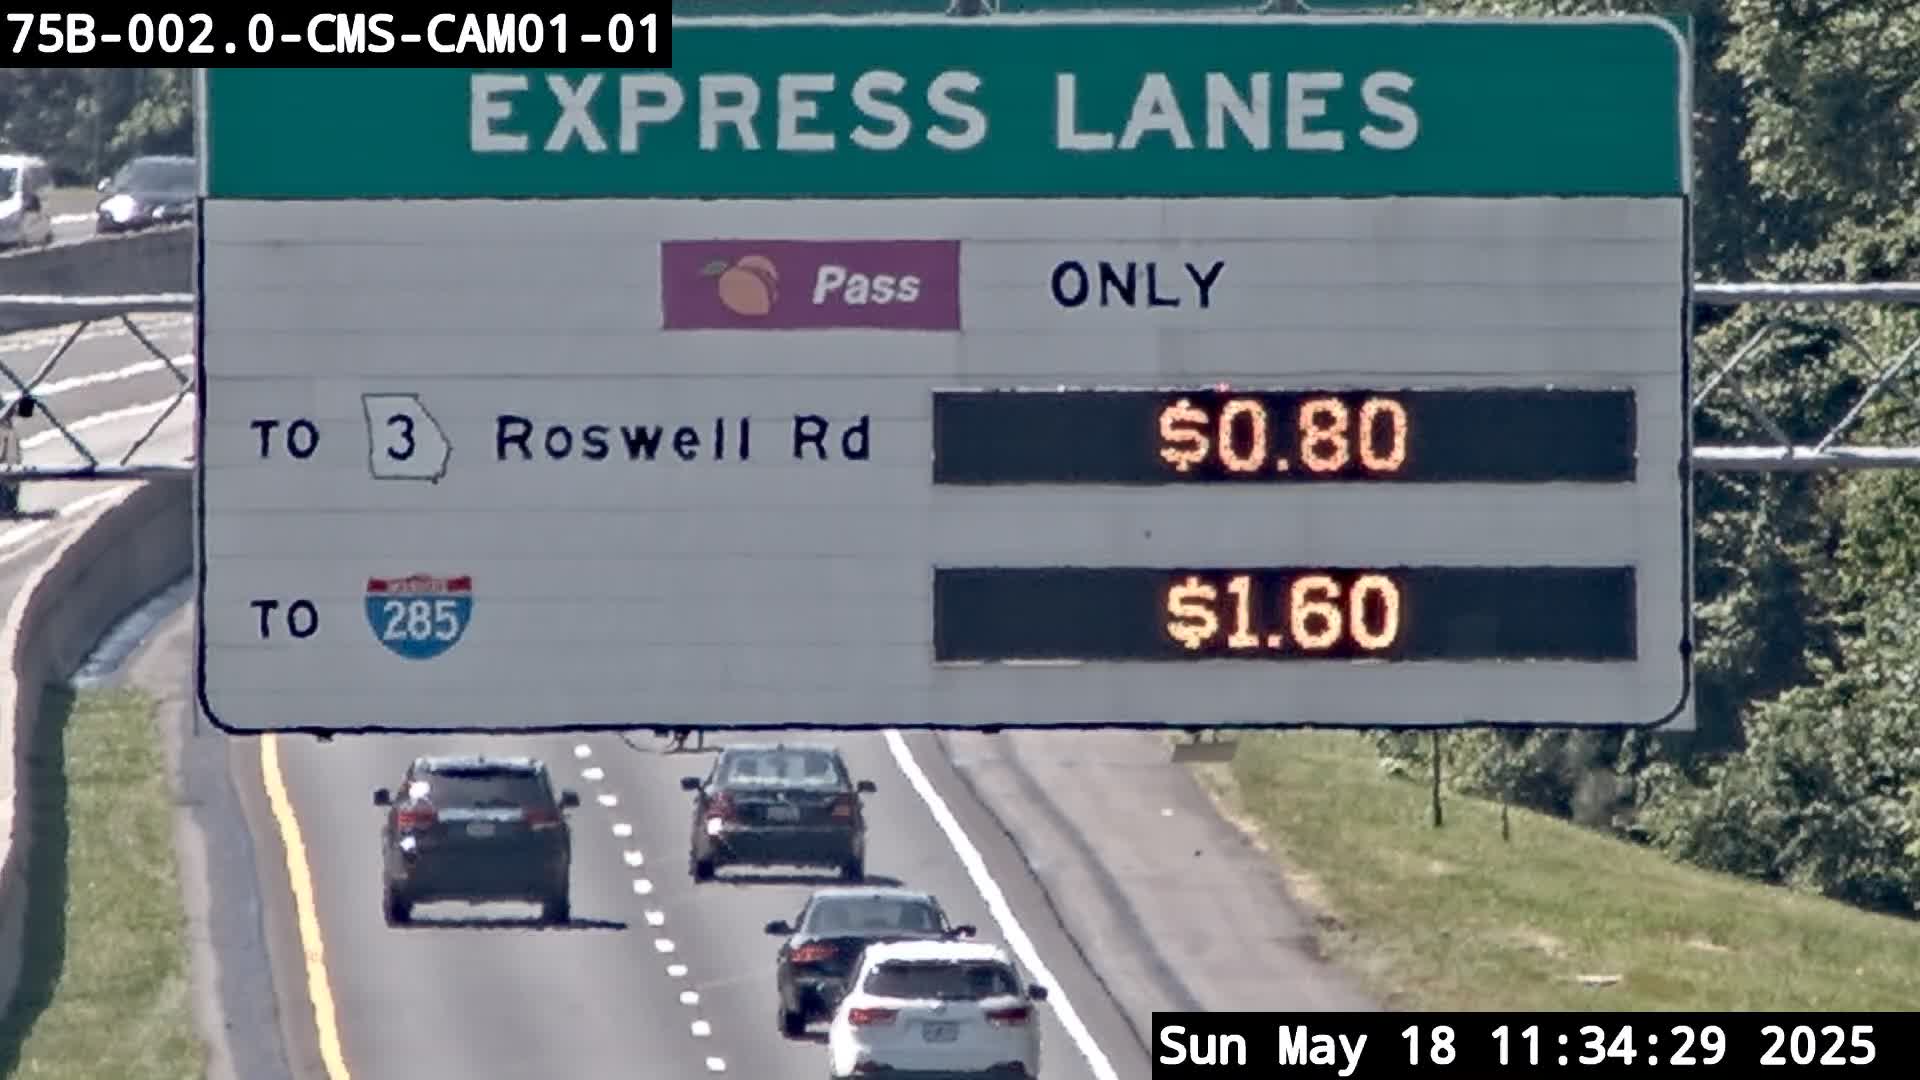 75B-002.0-CMS-CAM01-01
EXPRESS LANES
Pass ONLY
TO 3 Roswell Rd $0.80
TO 285 $1.60
Sun May 18 11:34:29 2025